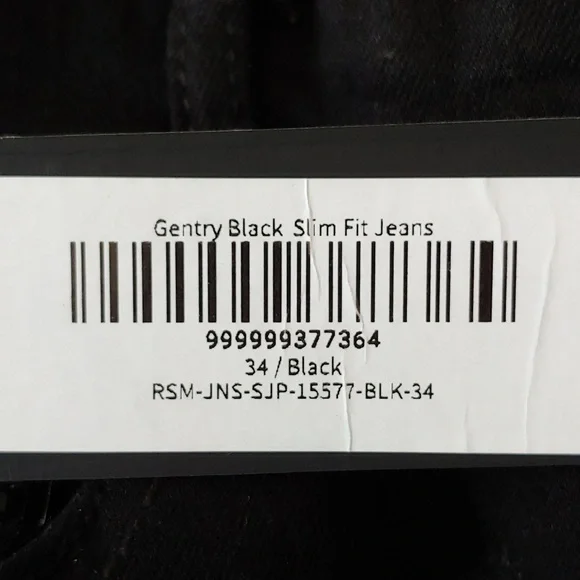 Gentry Black Slim Fit Jeans
999999377364
34 / Black
RSM-JNS-SJP-15577-BLK-34